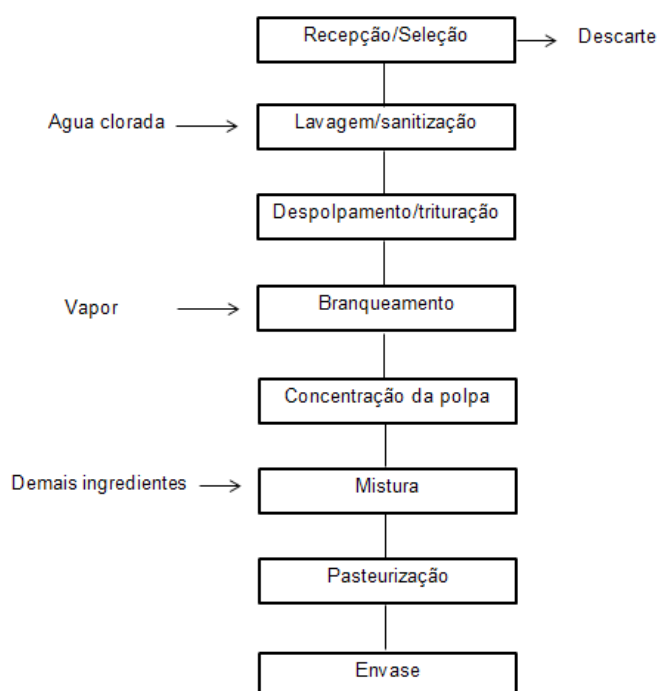 Recepção/Seleção
Descarte
Agua clorada
Lavagem/sanitização
Despolpamento/trituração
Vapor
Branqueamento
Concentração da polpa
Demais ingredientes
Mistura
Pasteurização
Envase